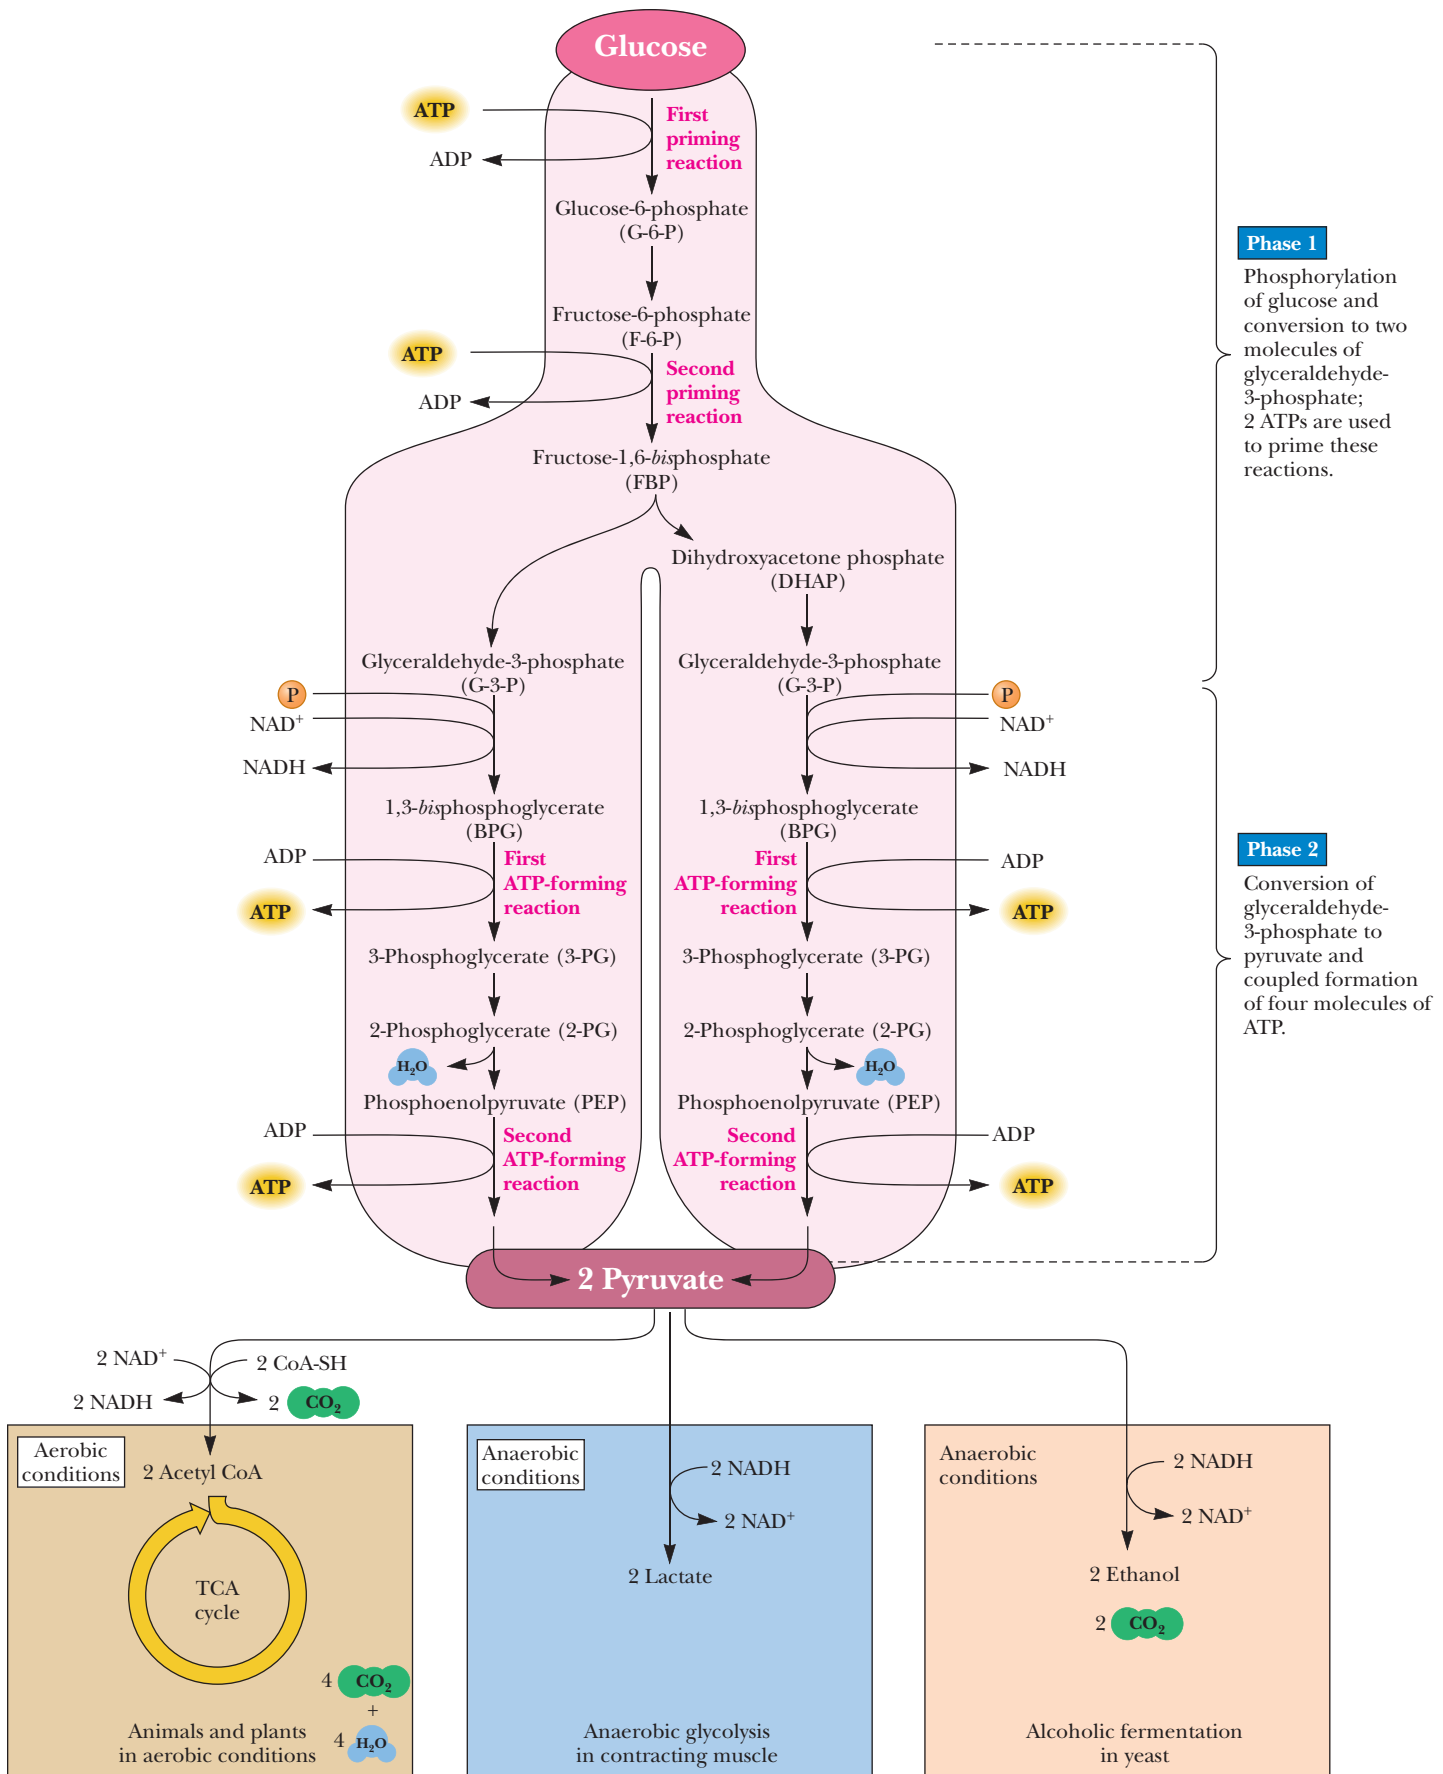 Glucose
ATP
First
priming
reaction
ADP
Glucose-6-phosphate
(G-6-P)
Fructose-6-phosphate
(F-6-P)
ATP
Second
priming
reaction
ADP
Fructose-1,6-bisphosphate
(FBP)
Phase 1
Phosphorylation
of glucose and
conversion to two
molecules of
glyceraldehyde-
3-phosphate;
2 ATPs are used
to prime these
reactions.
Dihydroxyacetone phosphate
(DHAP)
Glyceraldehyde-3-phosphate
(G-3-P)
P
NAD⁺
NADH
1,3-bisphosphoglycerate
(BPG)
ADP
First
ATP-forming
reaction
ATP
3-Phosphoglycerate (3-PG)
2-Phosphoglycerate (2-PG)
H₂O
Phosphoenolpyruvate (PEP)
ADP
Second
ATP-forming
reaction
ATP
Glyceraldehyde-3-phosphate
(G-3-P)
P
NAD⁺
NADH
1,3-bisphosphoglycerate
(BPG)
First
ATP-forming
reaction
ADP
ATP
3-Phosphoglycerate (3-PG)
2-Phosphoglycerate (2-PG)
H₂O
Phosphoenolpyruvate (PEP)
Second
ATP-forming
reaction
ADP
ATP
Phase 2
Conversion of
glyceraldehyde-
3-phosphate to
pyruvate and
coupled formation
of four molecules of
ATP.
2 Pyruvate
2 NAD⁺
2 CoA-SH
2 NADH
2 CO₂
Aerobic
conditions
2 Acetyl CoA
TCA
cycle
4 CO₂
+
4 H₂O
Animals and plants
in aerobic conditions
Anaerobic
conditions
2 NADH
2 NAD⁺
2 Lactate
Anaerobic glycolysis
in contracting muscle
Anaerobic
conditions
2 NADH
2 NAD⁺
2 Ethanol
2 CO₂
Alcoholic fermentation
in yeast